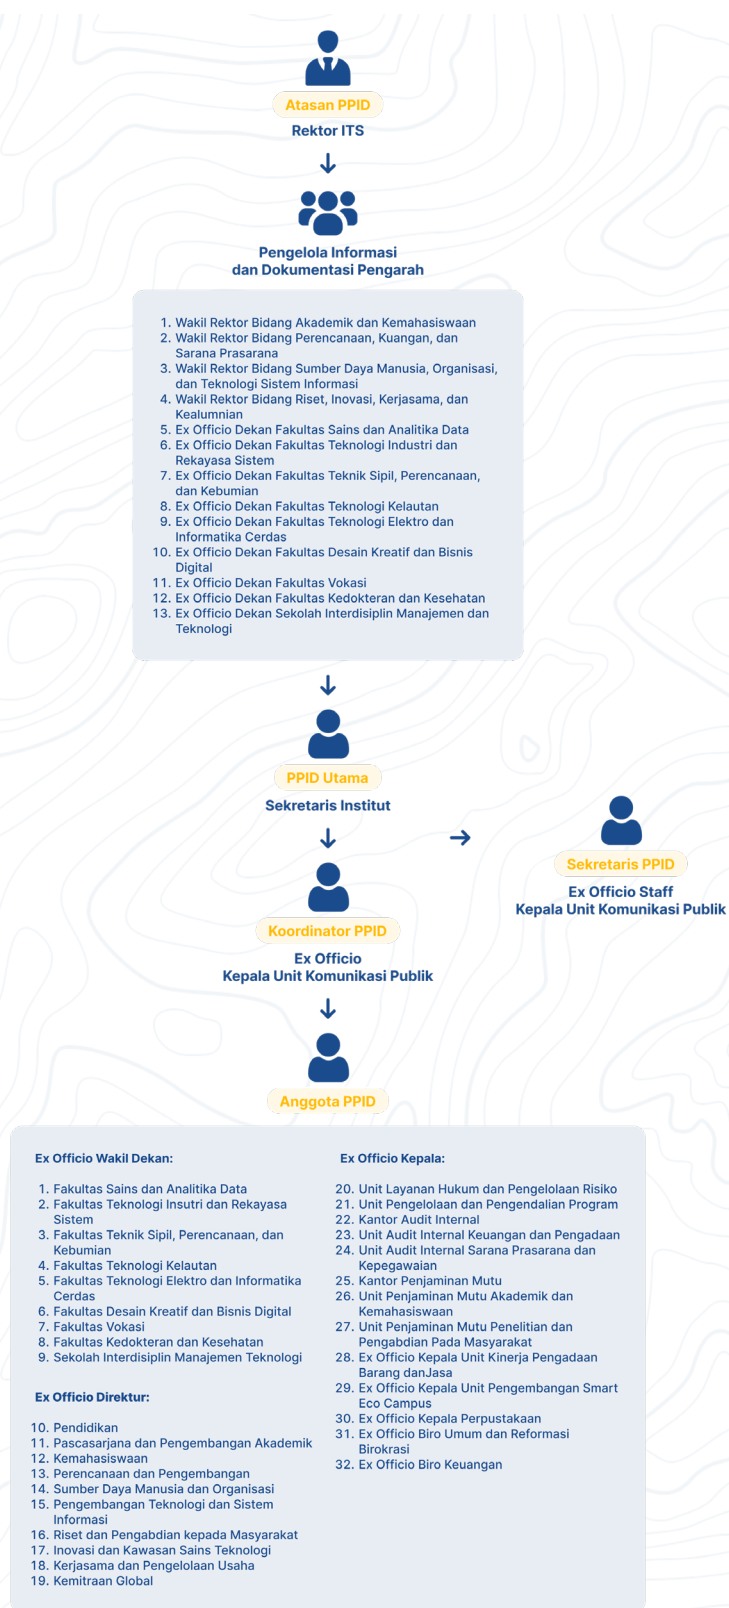 Atasan PPID
Rektor ITS
Pengelola Informasi
dan Dokumentasi Pengarah
1. Wakil Rektor Bidang Akademik dan Kemahasiswaan
2. Wakil Rektor Bidang Perencanaan, Kuangan, dan
Sarana Prasarana
3. Wakil Rektor Bidang Sumber Daya Manusia, Organisasi,
dan Teknologi Sistem Informasi
4. Wakil Rektor Bidang Riset, Inovasi, Kerjasama, dan
Kealumnian
5. Ex Officio Dekan Fakultas Sains dan Analitika Data
6. Ex Officio Dekan Fakultas Teknologi Industri dan
Rekayasa Sistem
7. Ex Officio Dekan Fakultas Teknik Sipil, Perencanaan,
dan Kebumian
8. Ex Officio Dekan Fakultas Teknologi Kelautan
9. Ex Officio Dekan Fakultas Teknologi Elektro dan
Informatika Cerdas
10. Ex Officio Dekan Fakultas Desain Kreatif dan Bisnis
Digital
11. Ex Officio Dekan Fakultas Vokasi
12. Ex Officio Dekan Fakultas Kedokteran dan Kesehatan
13. Ex Officio Dekan Sekolah Interdisiplin Manajemen dan
Teknologi
PPID Utama
Sekretaris Institut
Sekretaris PPID
Ex Officio Staff
Kepala Unit Komunikasi Publik
Koordinator PPID
Ex Officio
Kepala Unit Komunikasi Publik
Anggota PPID
Ex Officio Wakil Dekan:
1. Fakultas Sains dan Analitika Data
2. Fakultas Teknologi Insutri dan Rekayasa
Sistem
3. Fakultas Teknik Sipil, Perencanaan, dan
Kebumian
4. Fakultas Teknologi Kelautan
5. Fakultas Teknologi Elektro dan Informatika
Cerdas
6. Fakultas Desain Kreatif dan Bisnis Digital
7. Fakultas Vokasi
8. Fakultas Kedokteran dan Kesehatan
9. Sekolah Interdisiplin Manajemen Teknologi
Ex Officio Direktur:
10. Pendidikan
11. Pascasarjana dan Pengembangan Akademik
12. Kemahasiswaan
13. Perencanaan dan Pengembangan
14. Sumber Daya Manusia dan Organisasi
15. Pengembangan Teknologi dan Sistem
Informasi
16. Riset dan Pengabdian kepada Masyarakat
17. Inovasi dan Kawasan Sains Teknologi
18. Kerjasama dan Pengelolaan Usaha
19. Kemitraan Global
Ex Officio Kepala:
20. Unit Layanan Hukum dan Pengelolaan Risiko
21. Unit Pengelolaan dan Pengendalian Program
22. Kantor Audit Internal
23. Unit Audit Internal Keuangan dan Pengadaan
24. Unit Audit Internal Sarana Prasarana dan
Kepegawaian
25. Kantor Penjaminan Mutu
26. Unit Penjaminan Mutu Akademik dan
Kemahasiswaan
27. Unit Penjaminan Mutu Penelitian dan
Pengabdian Pada Masyarakat
28. Ex Officio Kepala Unit Kinerja Pengadaan
Barang danJasa
29. Ex Officio Kepala Unit Pengembangan Smart
Eco Campus
30. Ex Officio Kepala Perpustakaan
31. Ex Officio Biro Umum dan Reformasi
Birokrasi
32. Ex Officio Biro Keuangan